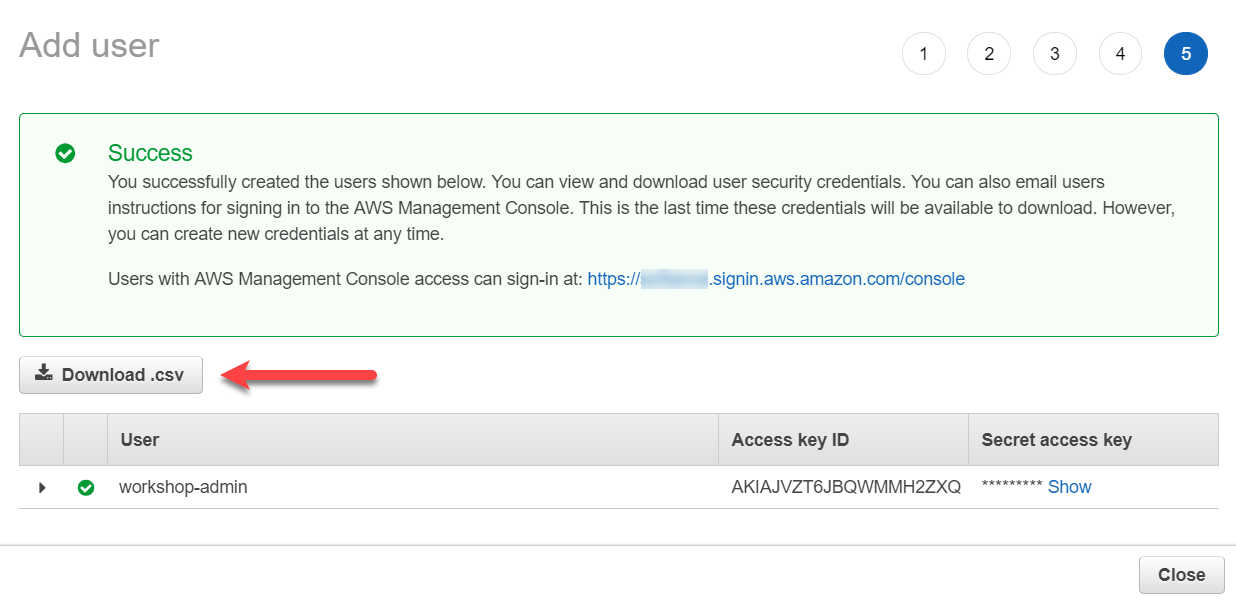 Add user
1 2 3 4 5
Success
You successfully created the users shown below. You can view and download user security credentials. You can also email users
instructions for signing in to the AWS Management Console. This is the last time these credentials will be available to download. However,
you can create new credentials at any time.
Users with AWS Management Console access can sign-in at: https://.signin.aws.amazon.com/console
Download .csv
User Access key ID Secret access key
workshop-admin AKIAJVZT6JBQWMMH2ZXQ ********* Show
Close